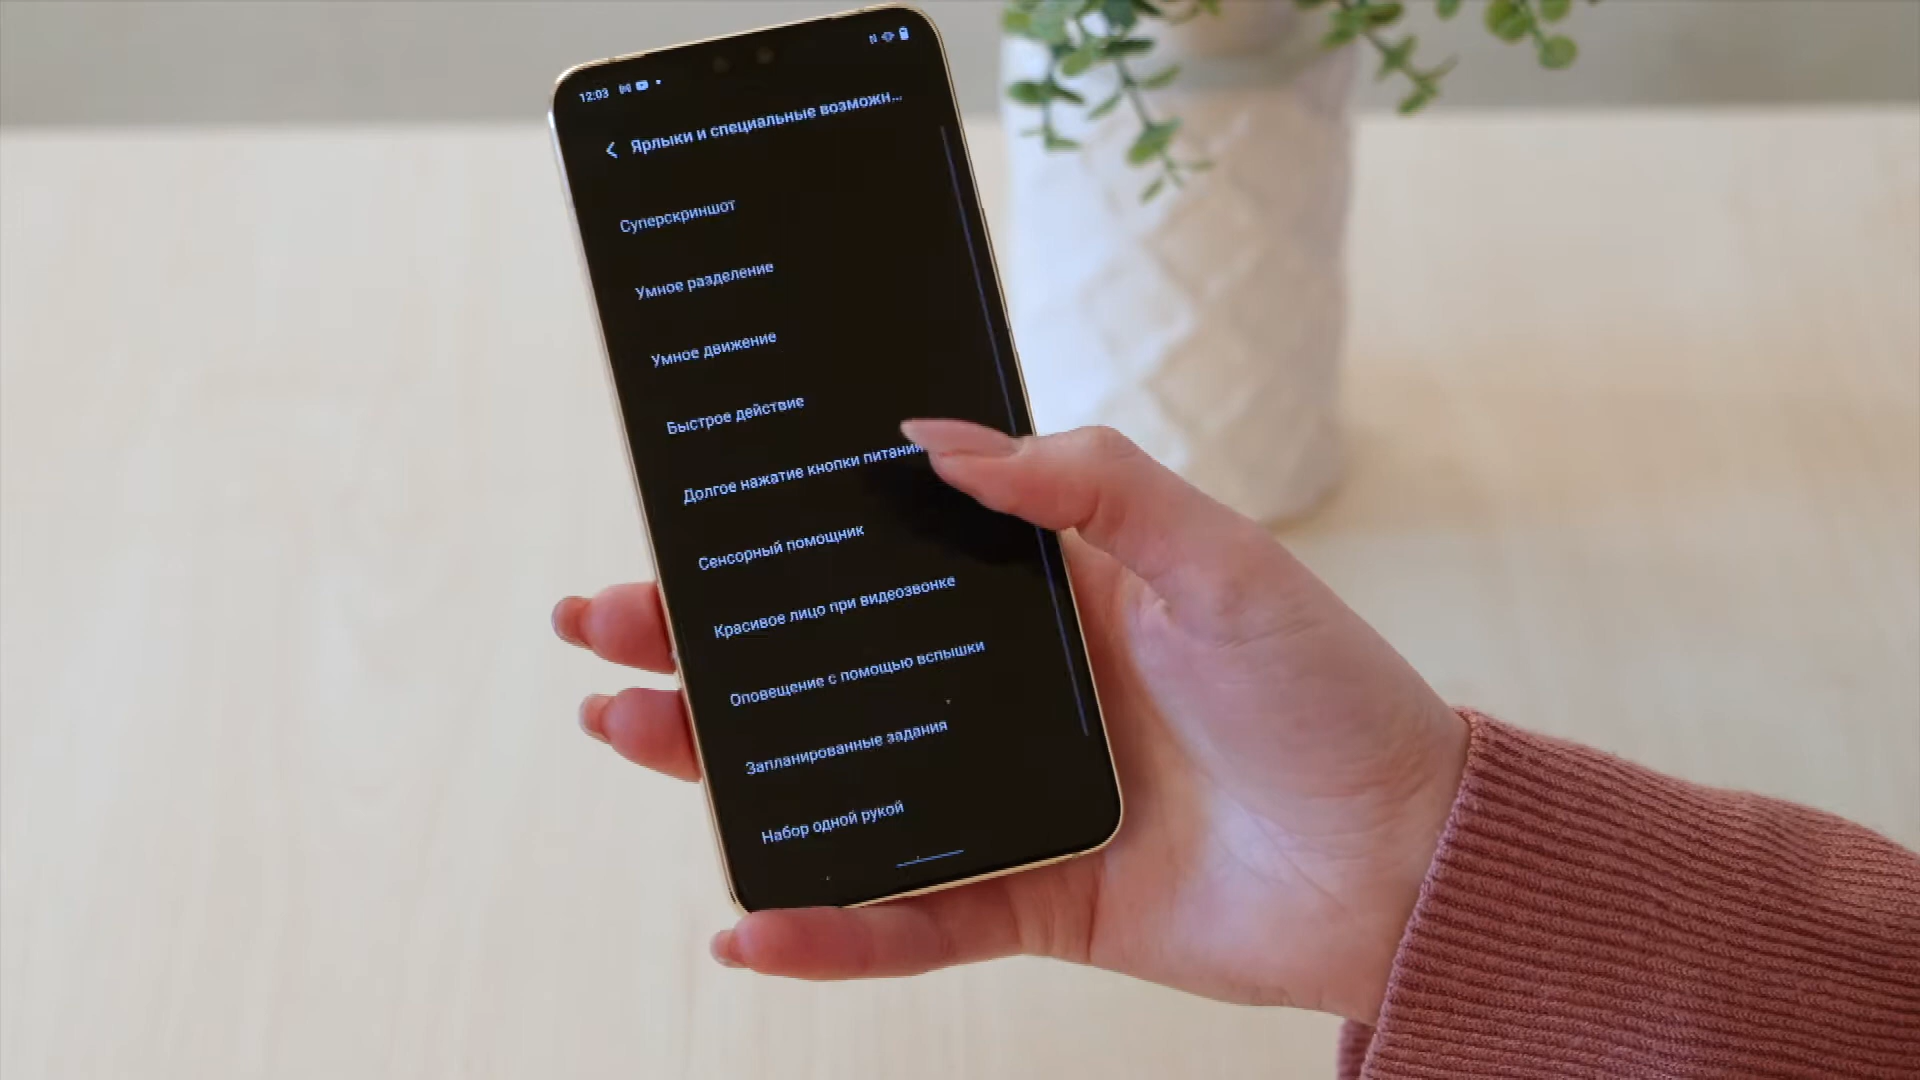 12:03
Ярлыки и специальные возможн...
Суперскриншот
Умное разделение
Умное движение
Быстрое действие
Долгое нажатие кнопки питания
Сенсорный помощник
Красивое лицо при видеозвонке
Оповещение с помощью вспышки
Запланированные задания
Набор одной рукой